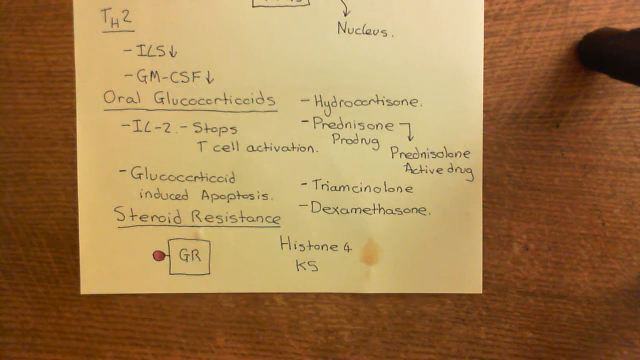 Nucleus.
TH2
- IL5↓
- GM-CSF↓
Oral Glucocorticoids
- IL-2. - Stops
T cell activation.
- Glucocorticoid
induced Apoptosis.
- Hydrocortisone.
- Prednisone
Prodrug
Prednisolone
Active drug
- Triamcinolone
- Dexamethasone.
Steroid Resistance
GR
Histone 4
K5